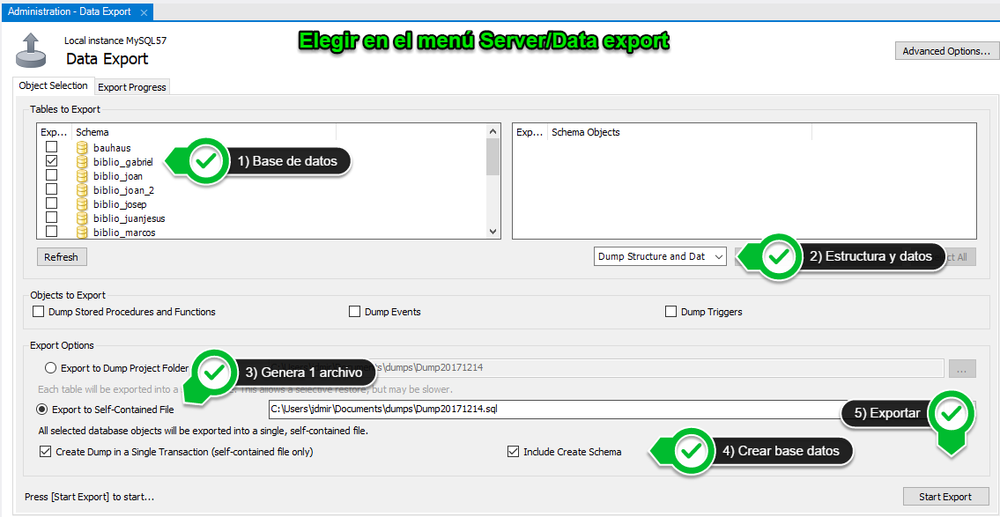 Administration - Data Export
Elegir en el menú Server/Data export
Local instance MySQL57
Data Export
Advanced Options...
Object Selection
Export Progress
Tables to Export
Exp... Schema
bauhaus
biblio_gabriel
biblio_joan
biblio_joan_2
biblio_josep
biblio_juanjesus
biblio_marcos
1) Base de datos
Exp... Schema Objects
Refresh
Dump Structure and Dat
2) Estructura y datos
All
Objects to Export
Dump Stored Procedures and Functions
Dump Events
Dump Triggers
Export Options
Export to Dump Project Folder
3) Genera 1 archivo
\dumps\Dump20171214
...
Each table will be exported into a
This allows a selective restore, but may be slower.
Export to Self-Contained File
C:\Users\jdmir\Documents\dumps\Dump20171214.sql
5) Exportar
All selected database objects will be exported into a single, self-contained file.
Create Dump in a Single Transaction (self-contained file only)
Include Create Schema
4) Crear base datos
Press [Start Export] to start...
Start Export